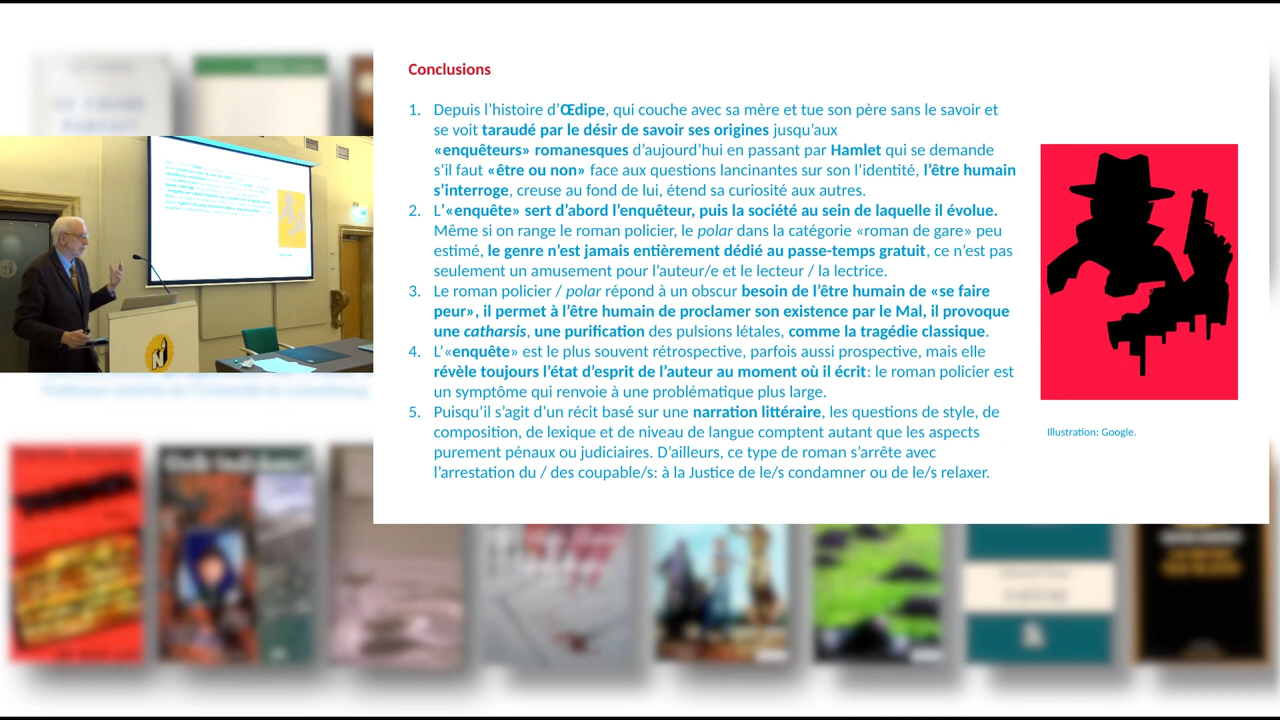 Conclusions
1. Depuis l’histoire d’Œdipe, qui couche avec sa mère et tue son père sans le savoir et
se voit taraudé par le désir de savoir ses origines jusqu’aux
«enquêteurs» romanesques d’aujourd’hui en passant par Hamlet qui se demande
s’il faut «être ou non» face aux questions lancinantes sur son l’identité, l’être humain
s’interroge, creuse au fond de lui, étend sa curiosité aux autres.
2. L’«enquête» sert d’abord l’enquêteur, puis la société au sein de laquelle il évolue.
Même si on range le roman policier, le polar dans la catégorie «roman de gare» peu
estimé, le genre n’est jamais entièrement dédié au passe-temps gratuit, ce n’est pas
seulement un amusement pour l’auteur/e et le lecteur / la lectrice.
3. Le roman policier / polar répond à un obscur besoin de l’être humain de «se faire
peur», il permet à l’être humain de proclamer son existence par le Mal, il provoque
une catharsis, une purification des pulsions létales, comme la tragédie classique.
4. L’«enquête» est le plus souvent rétrospective, parfois aussi prospective, mais elle
révèle toujours l’état d’esprit de l’auteur au moment où il écrit: le roman policier est
un symptôme qui renvoie à une problématique plus large.
5. Puisqu’il s’agit d’un récit basé sur une narration littéraire, les questions de style, de
composition, de lexique et de niveau de langue comptent autant que les aspects
purement pénaux ou judiciaires. D’ailleurs, ce type de roman s’arrête avec
l’arrestation du / des coupable/s: à la Justice de le/s condamner ou de le/s relaxer.
Illustration: Google.